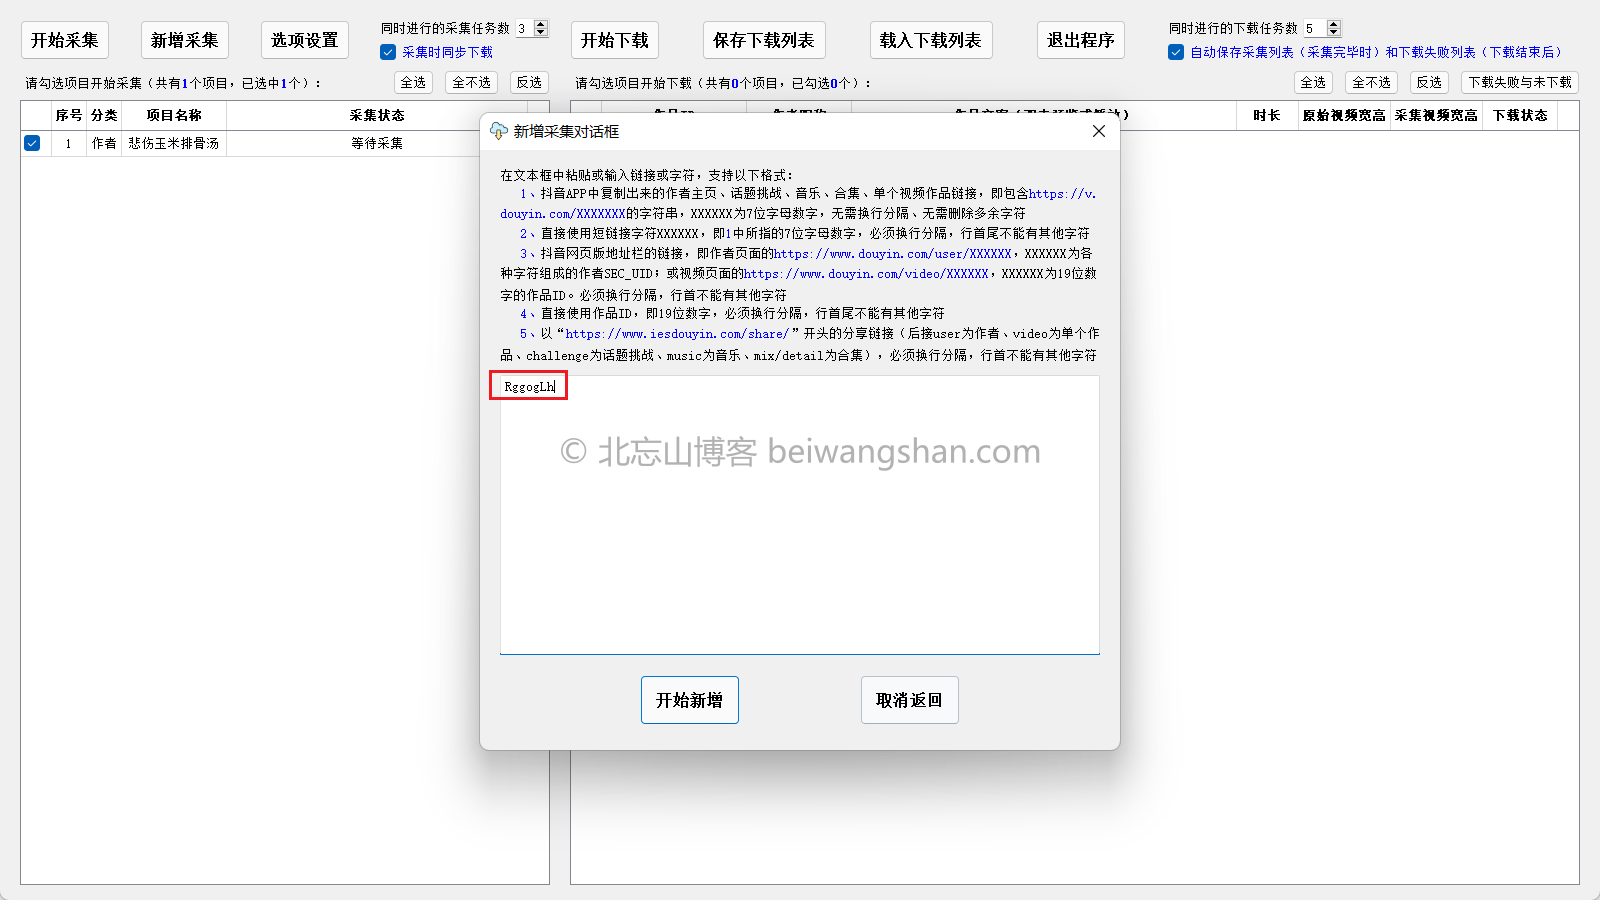 开始采集 新增采集 选项设置 同时进行的采集任务数 3 开始下载 保存下载列表 载入下载列表 退出程序 同时进行的下载任务数 5
采集时同步下载 自动保存采集列表（采集完毕时）和下载失败列表（下载结束后）
请勾选项目开始采集（共有1个项目，已选中1个）： 全选 全不选 反选 请勾选项目开始下载（共有0个项目，已勾选0个）： 全选 全不选 反选 下载失败与未下载
序号 分类 项目名称 采集状态 时长 原始视频宽高 采集视频宽高 下载状态
1 作者 悲伤玉米排骨汤 等待采集
新增采集对话框
在文本框中粘贴或输入链接或字符，支持以下格式：
1、抖音APP中复制出来的作者主页、话题挑战、音乐、合集、单个视频作品链接，即包含https://v.
douyin.com/XXXXXXX的字符串，XXXXXX为7位字母数字，无需换行分隔、无需删除多余字符
2、直接使用短链接字符XXXXXX，即1中所指的7位字母数字，必须换行分隔，行首尾不能有其他字符
3、抖音网页版地址栏的链接，即作者页面的https://www.douyin.com/user/XXXXXX，XXXXXX为各
种字符组成的作者SEC_UID；或视频页面的https://www.douyin.com/video/XXXXXX，XXXXXX为19位数
字的作品ID。必须换行分隔，行首不能有其他字符
4、直接使用作品ID，即19位数字，必须换行分隔，行首尾不能有其他字符
5、以“https://www.iesdouyin.com/share/”开头的分享链接（后接user为作者、video为单个作
品、challenge为话题挑战、music为音乐、mix/detail为合集），必须换行分隔，行首不能有其他字符
RggogLh
© 北忘山博客 beiwangshan.com
开始新增 取消返回